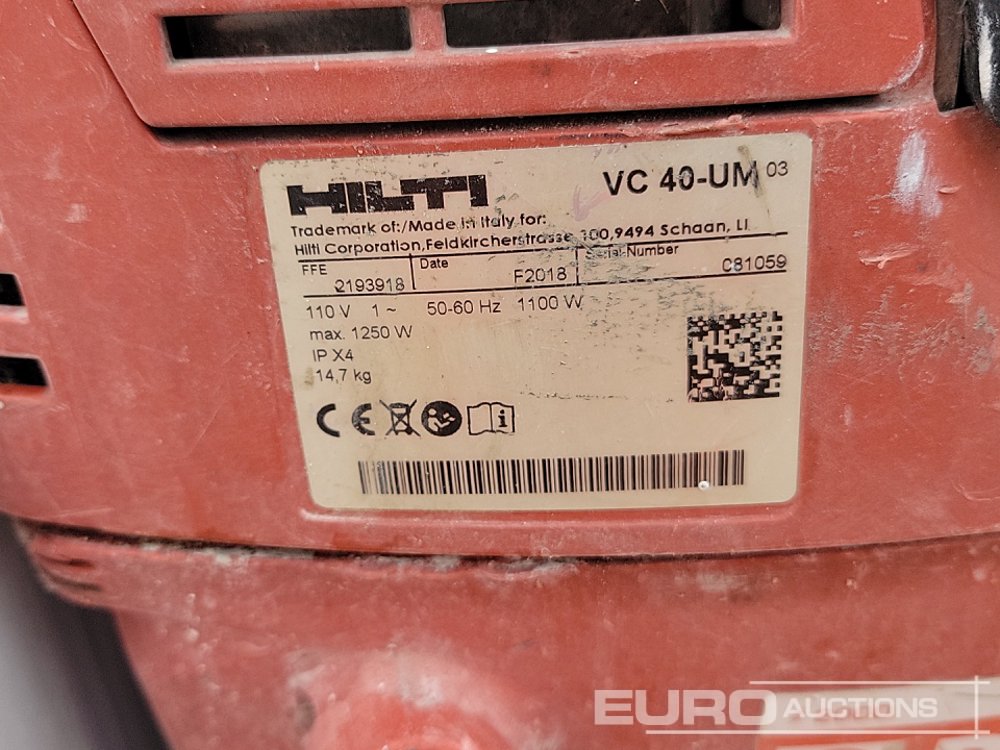 HILTI
VC 40-UM 03
Trademark of:/Made in Italy for:
Hilti Corporation, Feldkircherstrasse 100, 9494 Schaan, LI
FFE 2193918 Date F2018 Serial-Number C81059
110 V 1 ~ 50-60 Hz 1100 W
max. 1250 W
IP X4
14,7 kg
CE
EURO AUCTIONS